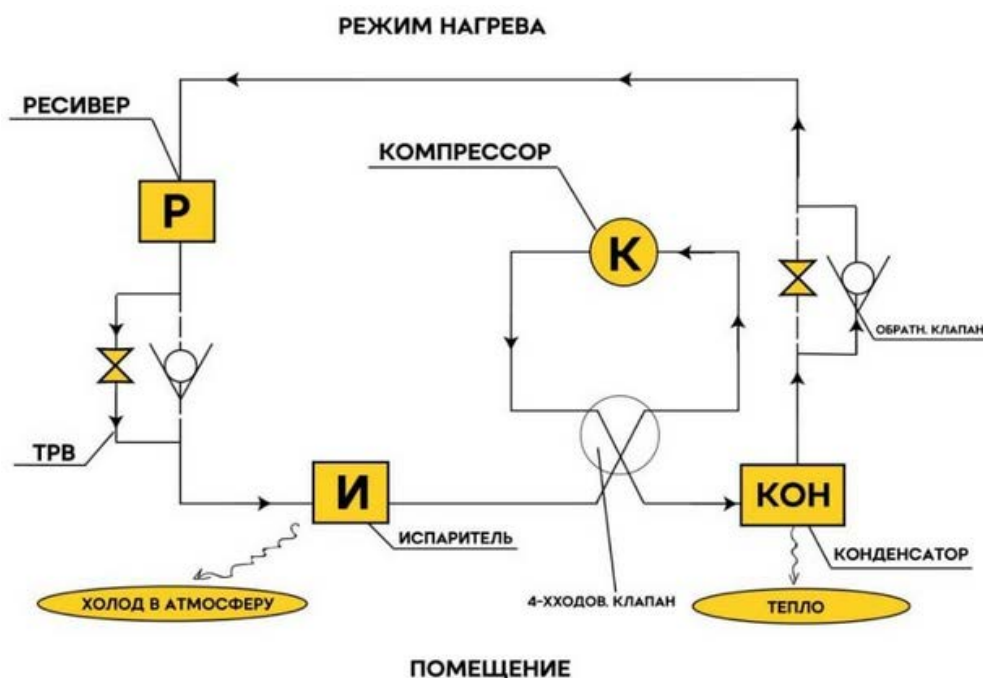 РЕЖИМ НАГРЕВА
РЕСИВЕР
КОМПРЕССОР
Р
К
ОБРАТН. КЛАПАН
ТРВ
И
КОН
ИСПАРИТЕЛЬ
КОНДЕНСАТОР
ХОЛОД В АТМОСФЕРУ
4-ХХОДОВ. КЛАПАН
ТЕПЛО
ПОМЕЩЕНИЕ